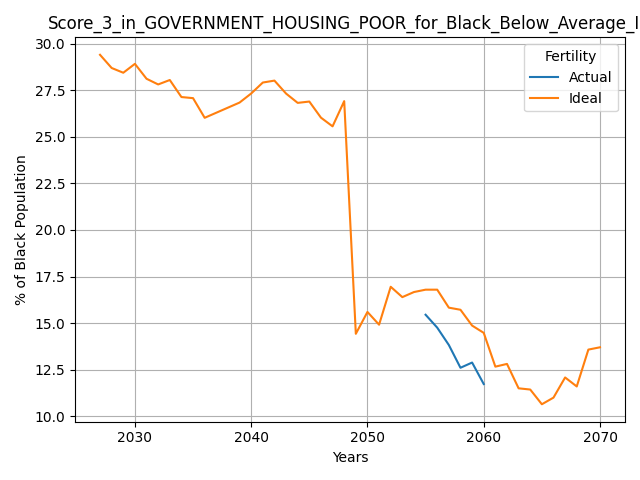 Score_3_in_GOVERNMENT_HOUSING_POOR_for_Black_Below_Average_I
Fertility
Actual
Ideal
% of Black Population
30.0
27.5
25.0
22.5
20.0
17.5
15.0
12.5
10.0
2030 2040 2050 2060 2070
Years